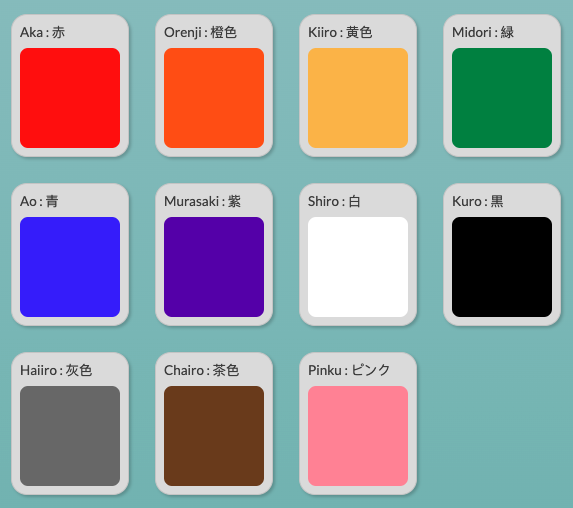 Aka : 赤
Orenji : 橙色
Kiiro : 黄色
Midori : 緑
Ao : 青
Murasaki : 紫
Shiro : 白
Kuro : 黒
Haiiro : 灰色
Chairo : 茶色
Pinku : ピンク